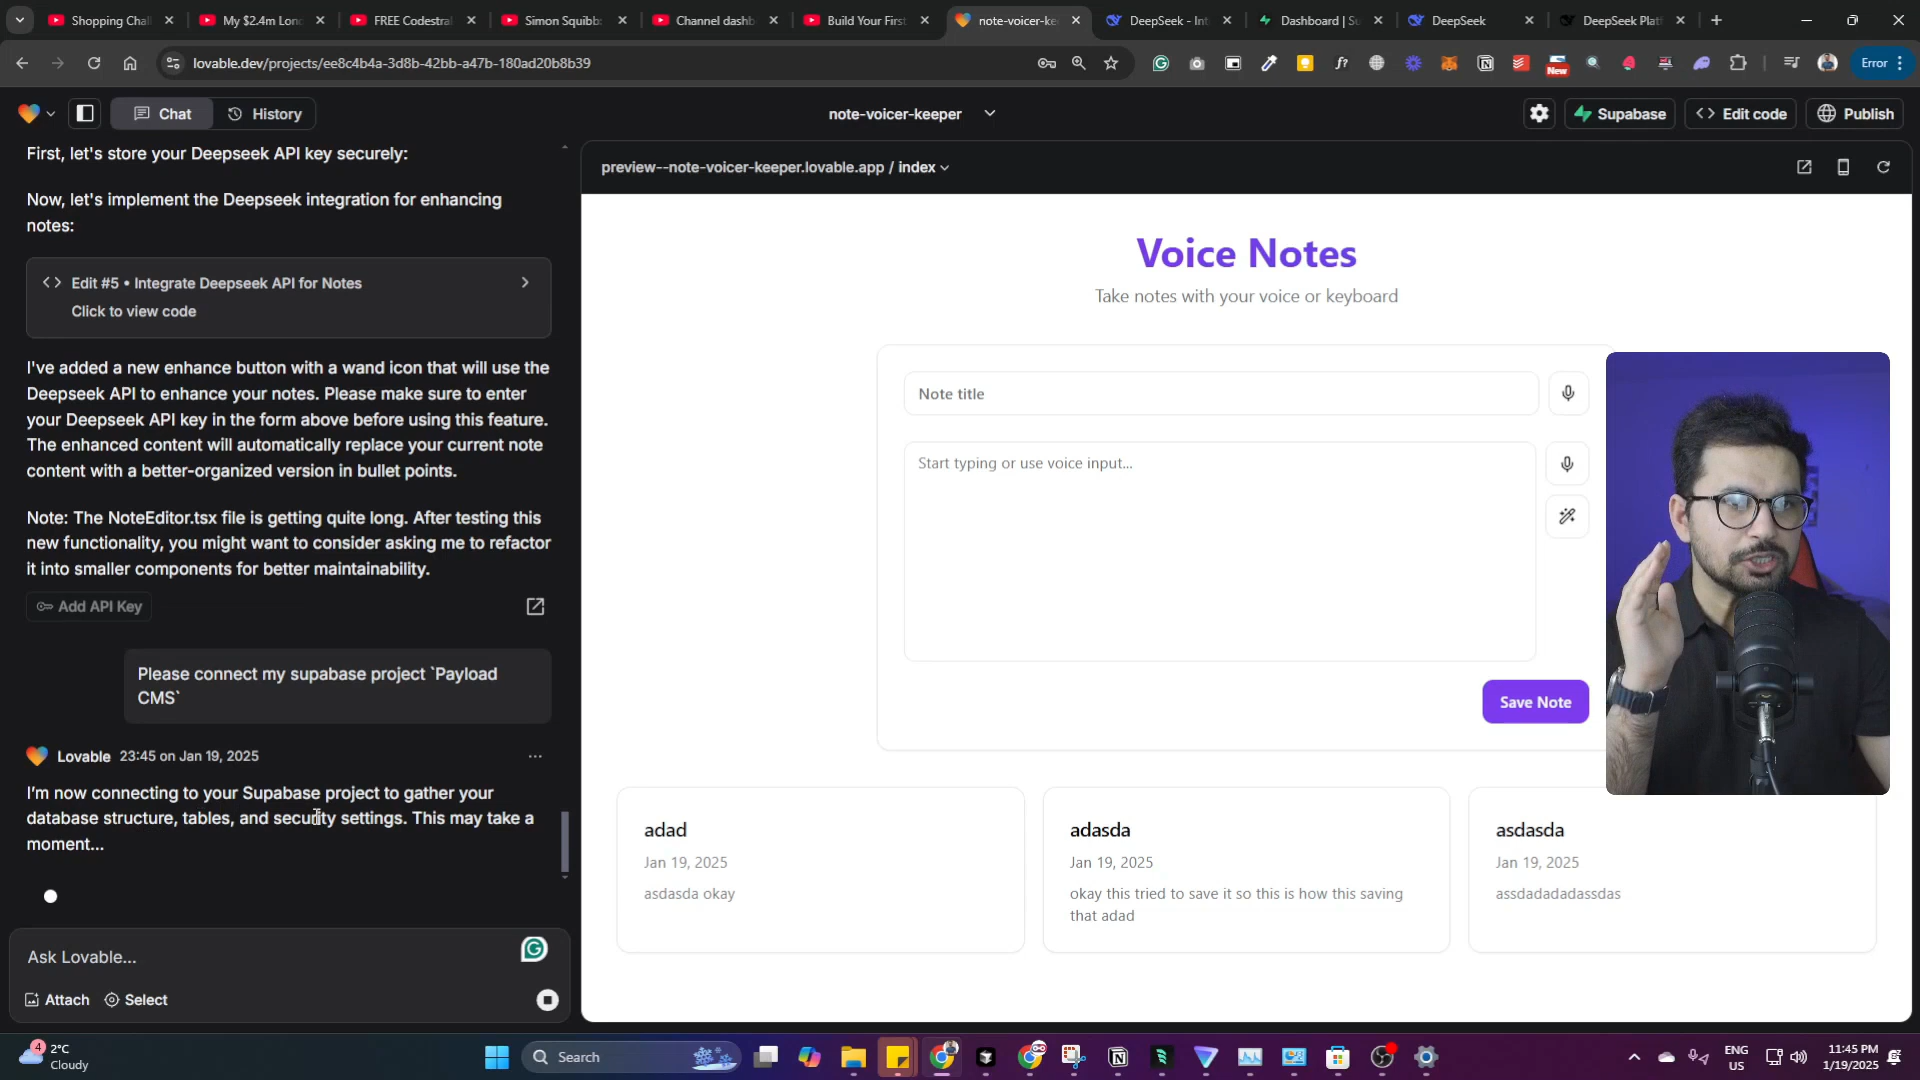 Shopping Chal
My $2.4m Lon
FREE Codestral
Simon Squibb
Channel dashb
Build Your First
note-voicer-ke
DeepSeek - Int
Dashboard | Su
DeepSeek
DeepSeek Plat
lovable.dev/projects/ee8c4b4a-3d8b-42bb-a47b-180ad20b8b39
New
Error
Chat
History
note-voicer-keeper
Supabase
Edit code
Publish
First, let's store your Deepseek API key securely:
Now, let's implement the Deepseek integration for enhancing
notes:
Edit #5 • Integrate Deepseek API for Notes
Click to view code
I've added a new enhance button with a wand icon that will use the
Deepseek API to enhance your notes. Please make sure to enter
your Deepseek API key in the form above before using this feature.
The enhanced content will automatically replace your current note
content with a better-organized version in bullet points.
Note: The NoteEditor.tsx file is getting quite long. After testing this
new functionality, you might want to consider asking me to refactor
it into smaller components for better maintainability.
Add API Key
Please connect my supabase project `Payload
CMS`
Lovable 23:45 on Jan 19, 2025
I'm now connecting to your Supabase project to gather your
database structure, tables, and security settings. This may take a
moment...
Ask Lovable...
Attach
Select
preview--note-voicer-keeper.lovable.app / index
Voice Notes
Take notes with your voice or keyboard
Note title
Start typing or use voice input...
Save Note
adad
Jan 19, 2025
asdasda okay
adasda
Jan 19, 2025
okay this tried to save it so this is how this saving
that adad
asdasda
Jan 19, 2025
assdadadadassdas
4
2°C
Cloudy
Search
ENG
US
11:45 PM
1/19/2025